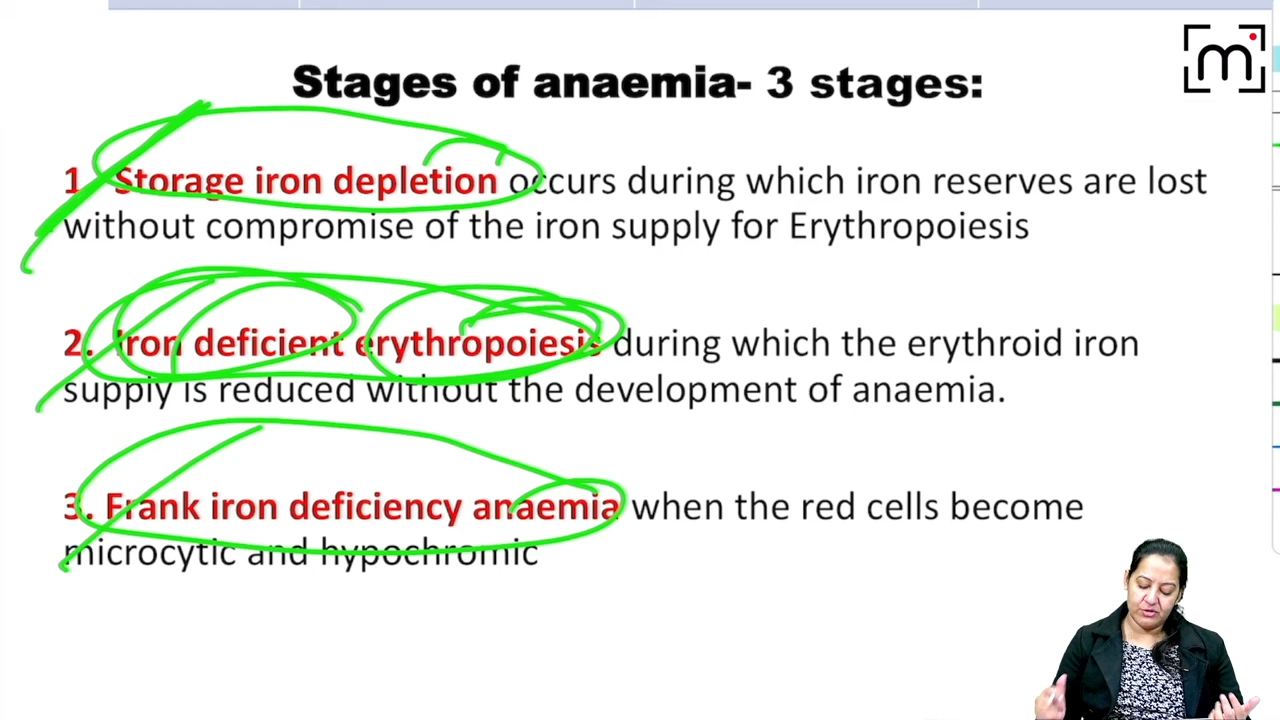 m
Stages of anaemia- 3 stages:
1. Storage iron depletion occurs during which iron reserves are lost
without compromise of the iron supply for Erythropoiesis
2. Iron deficient erythropoiesis during which the erythroid iron
supply is reduced without the development of anaemia.
3. Frank iron deficiency anaemia when the red cells become
microcytic and hypochromic